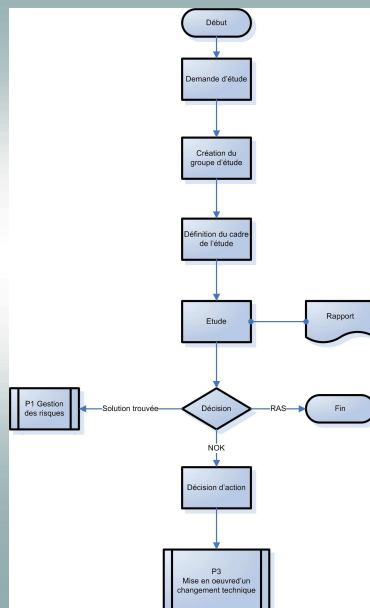 Début
Demande d'étude
Création du
groupe d'étude
Définition du cadre
de l'étude
Etude
Rapport
P1 Gestion
des risques
Solution trouvée
Décision
RAS
Fin
NOK
Décision d'action
P3
Mise en oeuvred'un
changement technique